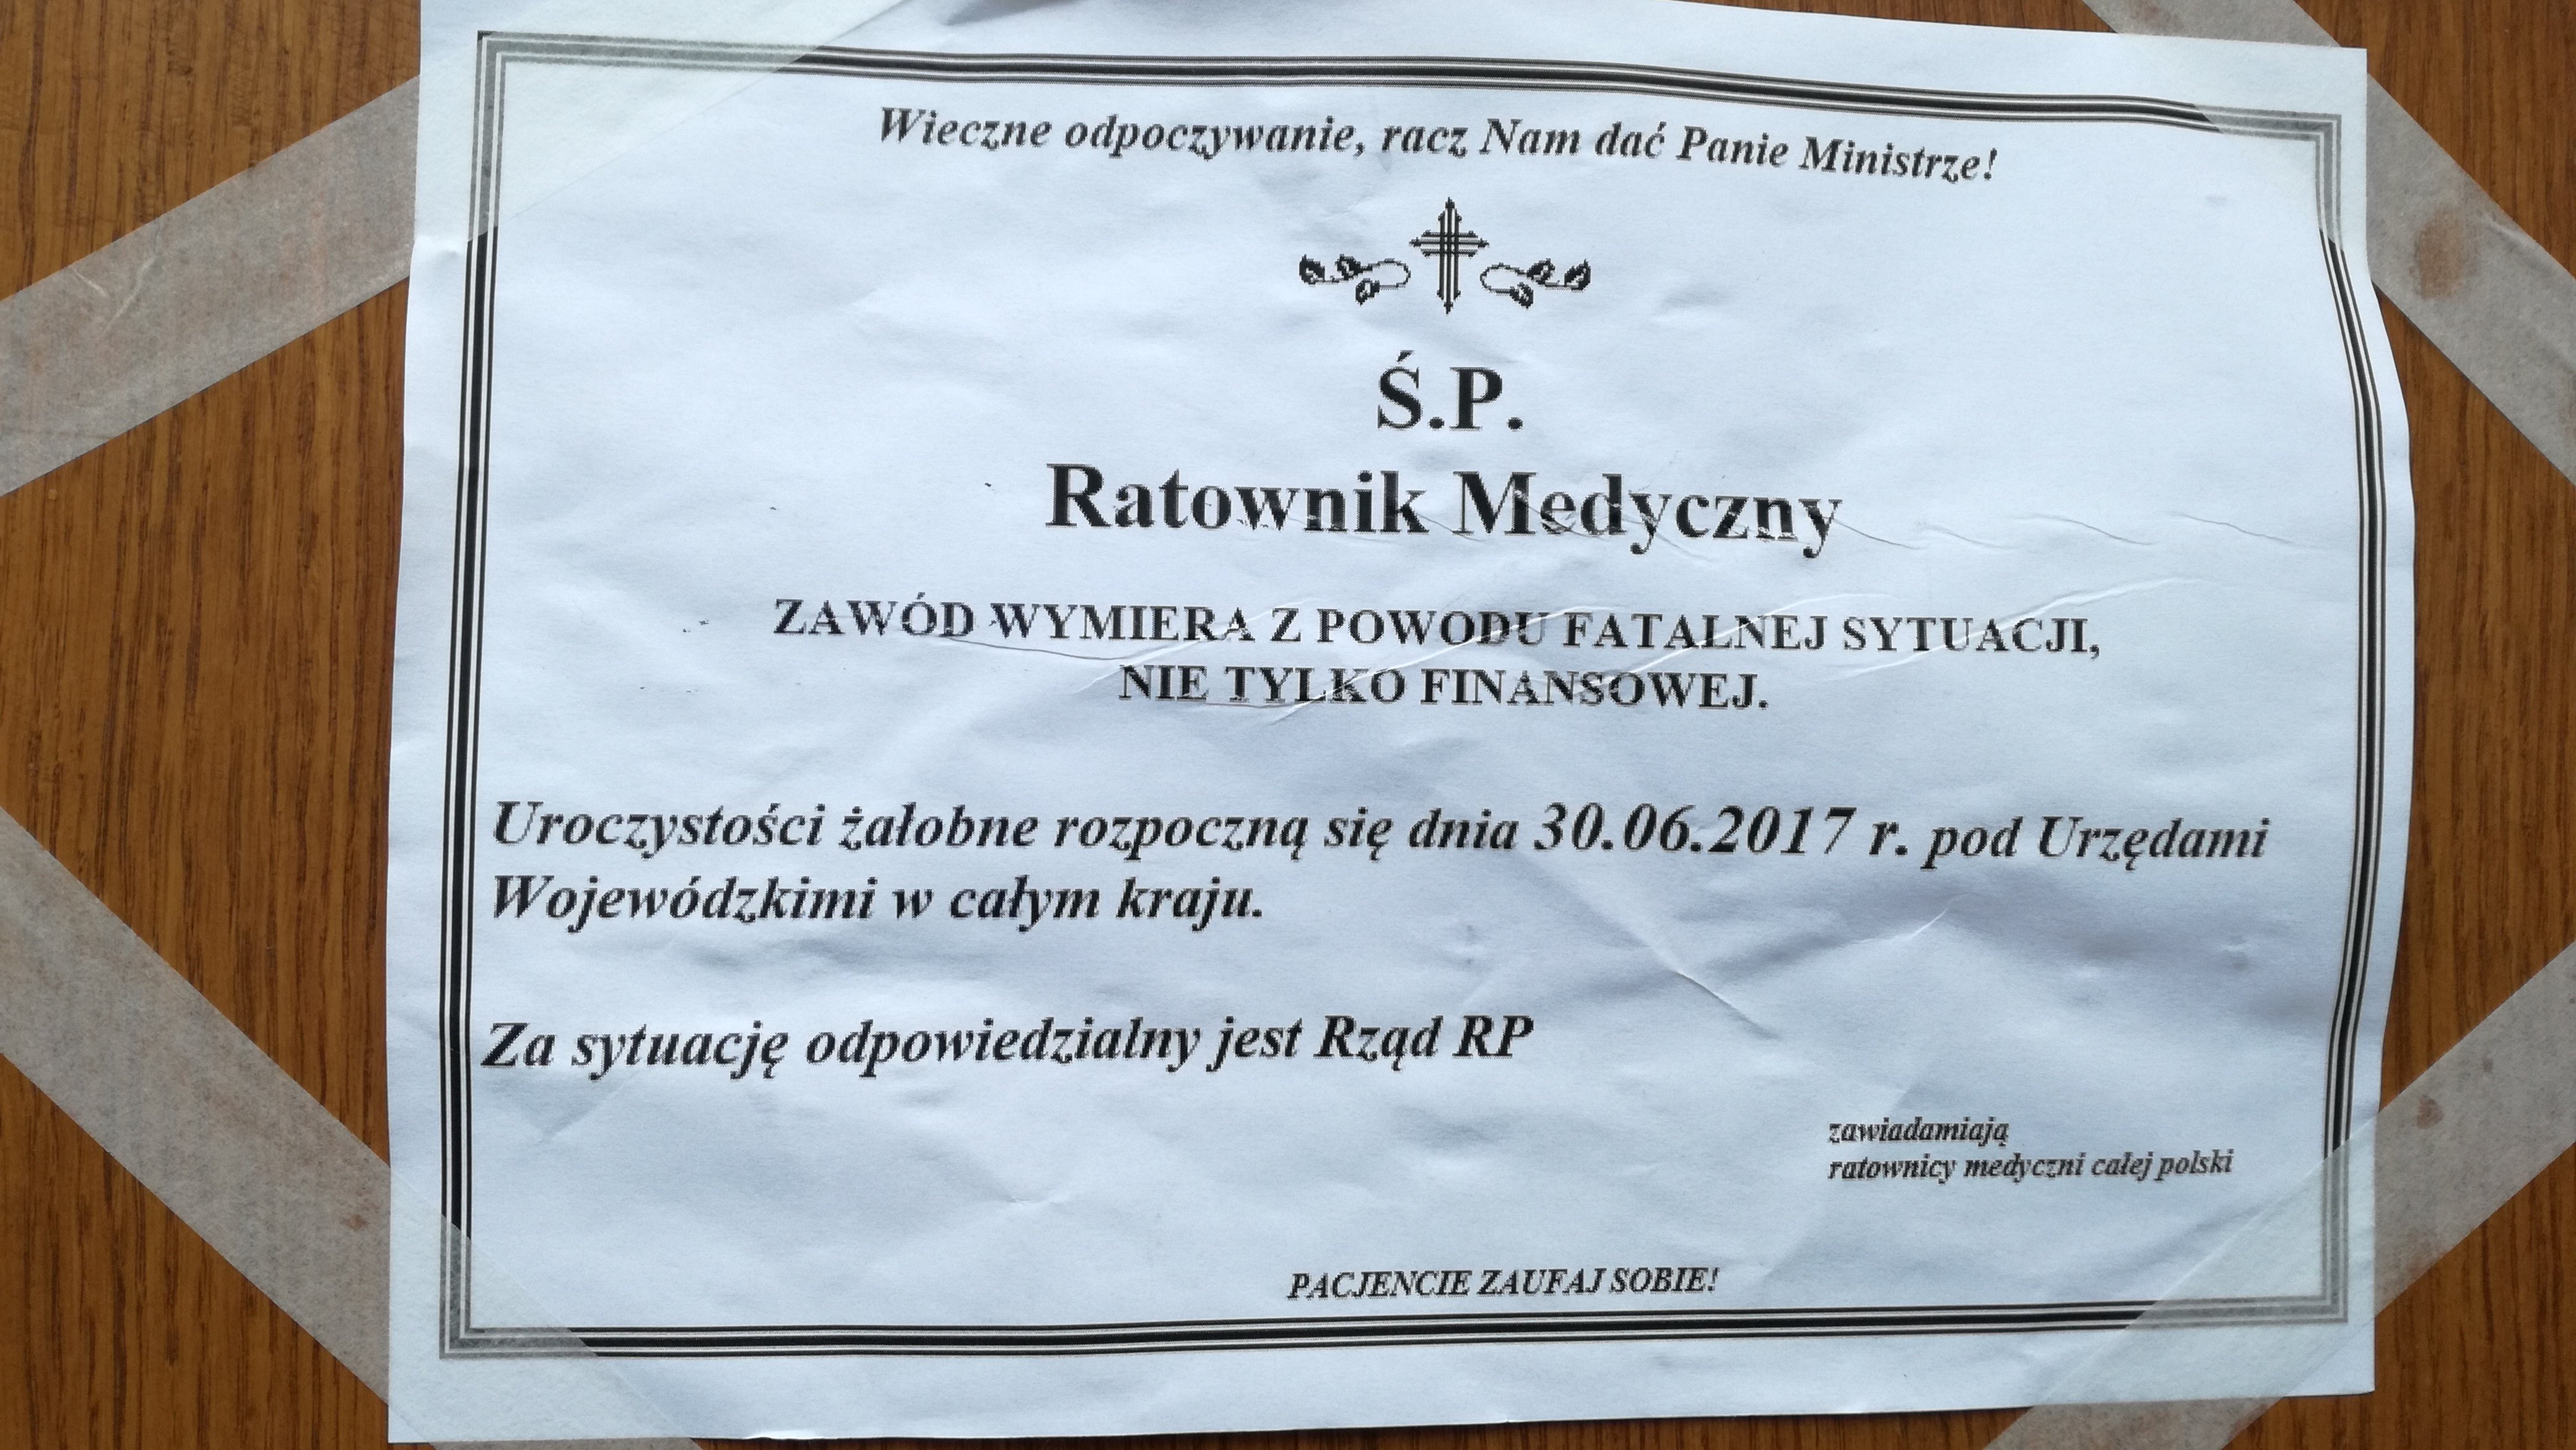 Wieczne odpoczywanie, racz Nam dać Panie Ministrze!
Ś.P.
Ratownik Medyczny
ZAWÓD WYMIERA Z POWODU FATALNEJ SYTUACJI,
NIE TYLKO FINANSOWEJ.
Uroczystości żałobne rozpoczną się dnia 30.06.2017 r. pod Urzędami
Wojewódzkimi w całym kraju.
Za sytuację odpowiedzialny jest Rząd RP
zawiadamiają
ratownicy medyczni całej polski
PACJENCIE ZAUFAJ SOBIE!